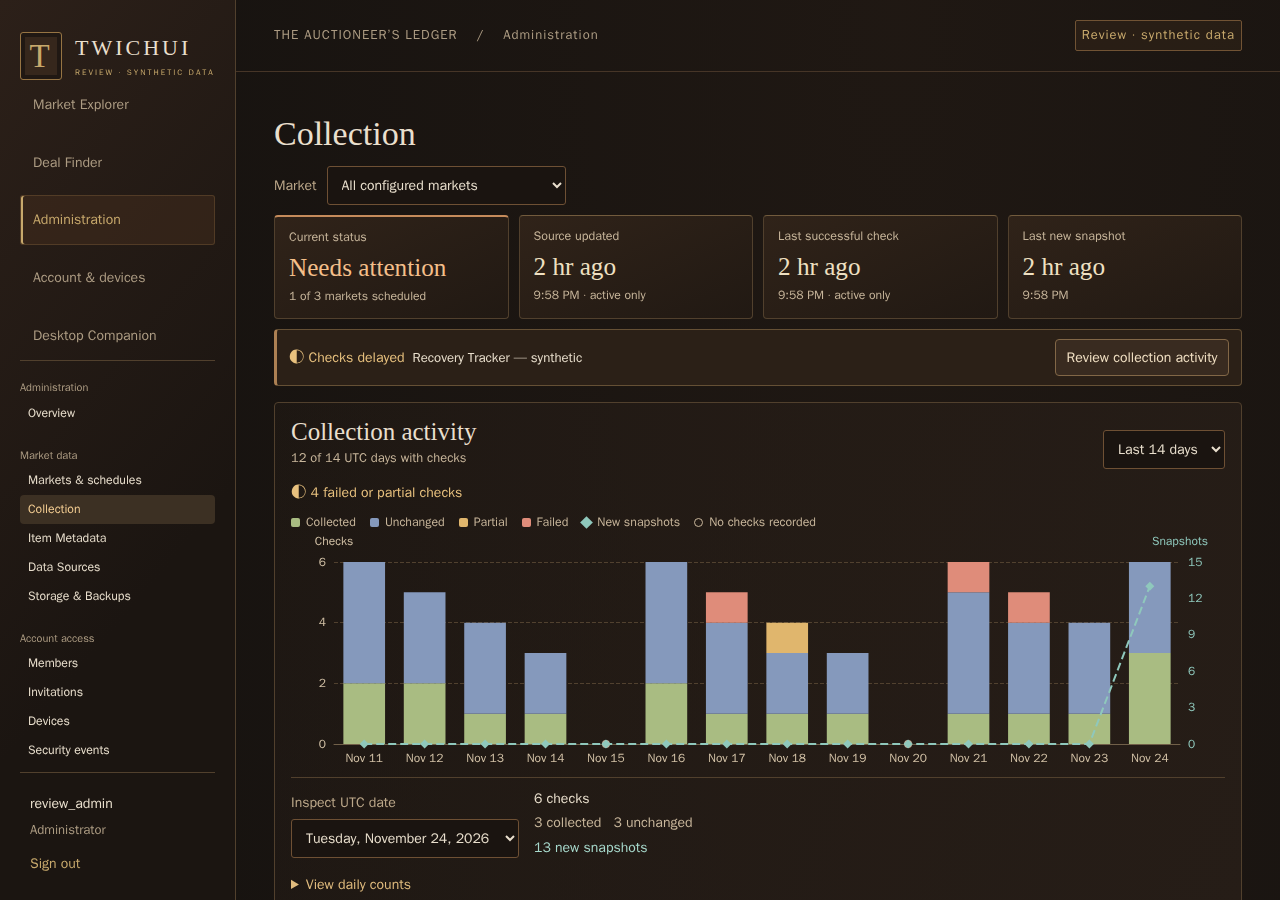 T
TWICHUI
REVIEW · SYNTHETIC DATA
Market Explorer
Deal Finder
Administration
Account & devices
Desktop Companion
Administration
Overview
Market data
Markets & schedules
Collection
Item Metadata
Data Sources
Storage & Backups
Account access
Members
Invitations
Devices
Security events
review_admin
Administrator
Sign out
THE AUCTIONEER'S LEDGER / Administration
Review · synthetic data
Collection
Market All configured markets
Current status
Needs attention
1 of 3 markets scheduled
Source updated
2 hr ago
9:58 PM · active only
Last successful check
2 hr ago
9:58 PM · active only
Last new snapshot
2 hr ago
9:58 PM
Checks delayed Recovery Tracker — synthetic
Review collection activity
Collection activity
12 of 14 UTC days with checks
Last 14 days
4 failed or partial checks
Collected Unchanged Partial Failed New snapshots No checks recorded
Checks Snapshots
6 15
12
4 9
6
2 3
0 0
Nov 11 Nov 12 Nov 13 Nov 14 Nov 15 Nov 16 Nov 17 Nov 18 Nov 19 Nov 20 Nov 21 Nov 22 Nov 23 Nov 24
Inspect UTC date
Tuesday, November 24, 2026
6 checks
3 collected 3 unchanged
13 new snapshots
View daily counts